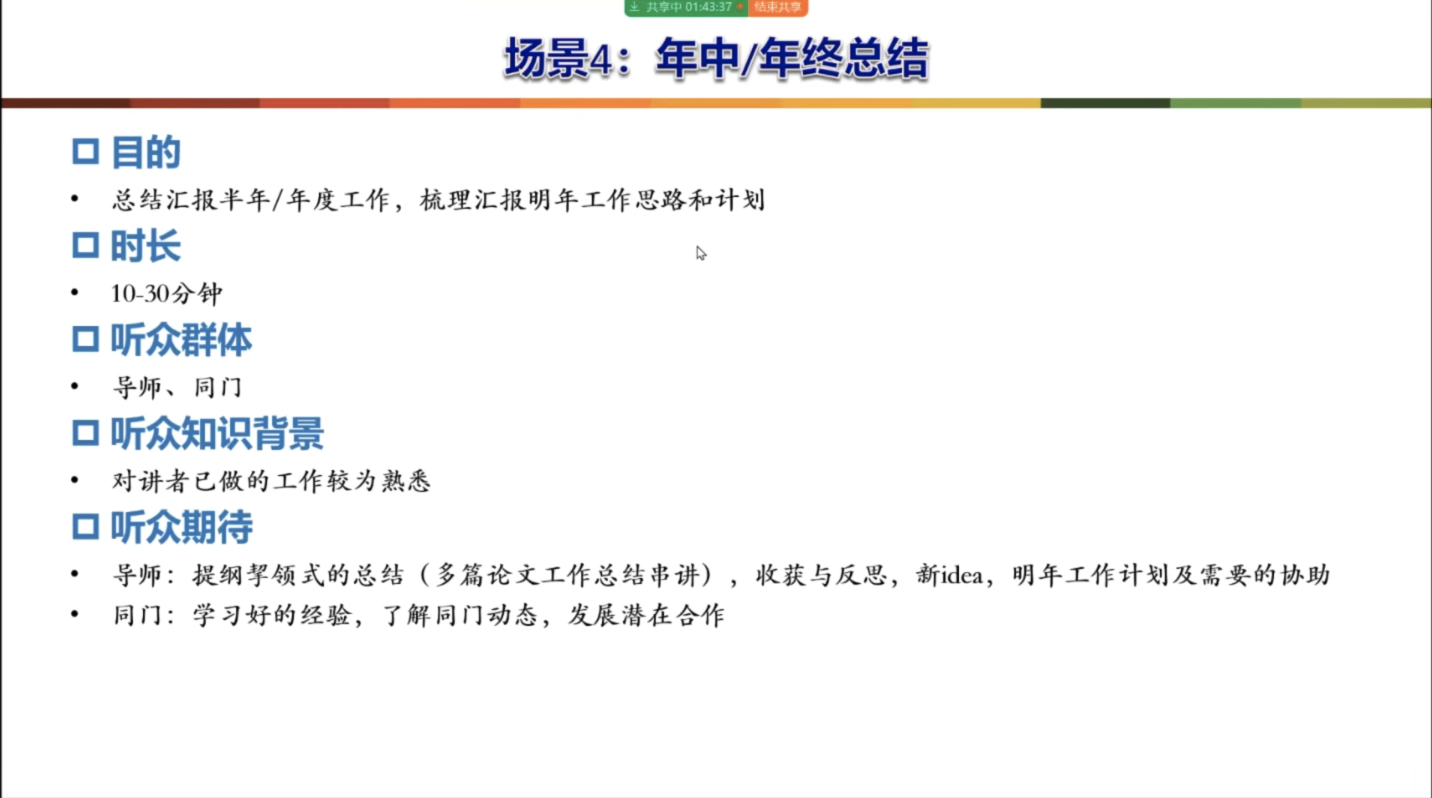 共享中 01:43:37 结束共享
场景4：年中/年终总结
目的
• 总结汇报半年/年度工作，梳理汇报明年工作思路和计划
时长
• 10-30分钟
听众群体
• 导师、同门
听众知识背景
• 对讲者已做的工作较为熟悉
听众期待
• 导师：提纲挈领式的总结（多篇论文工作总结串讲），收获与反思，新idea，明年工作计划及需要的协助
• 同门：学习好的经验，了解同门动态，发展潜在合作